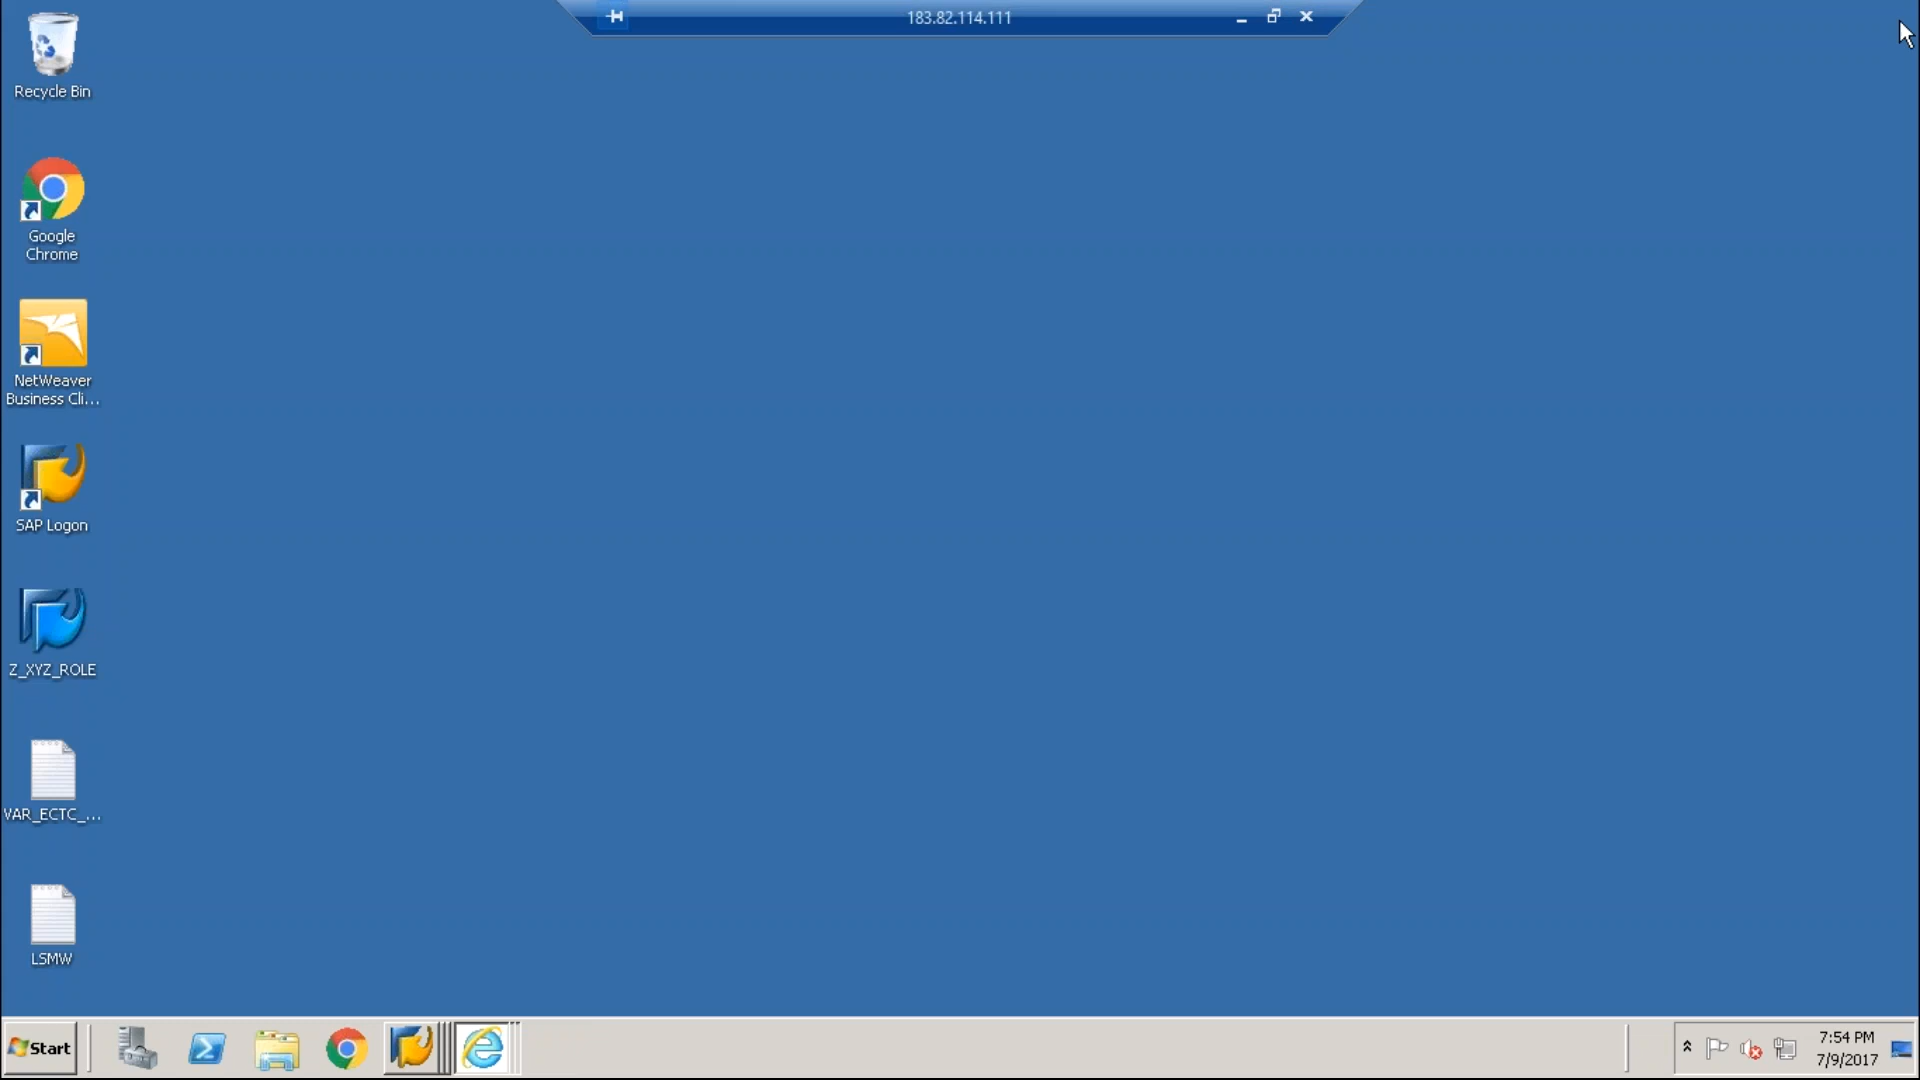 183.82.114.111
Recycle Bin
Google
Chrome
NetWeaver
Business Cli...
SAP Logon
Z_XYZ_ROLE
VAR_ECTC_...
LSMW
Start
7:54 PM
7/9/2017